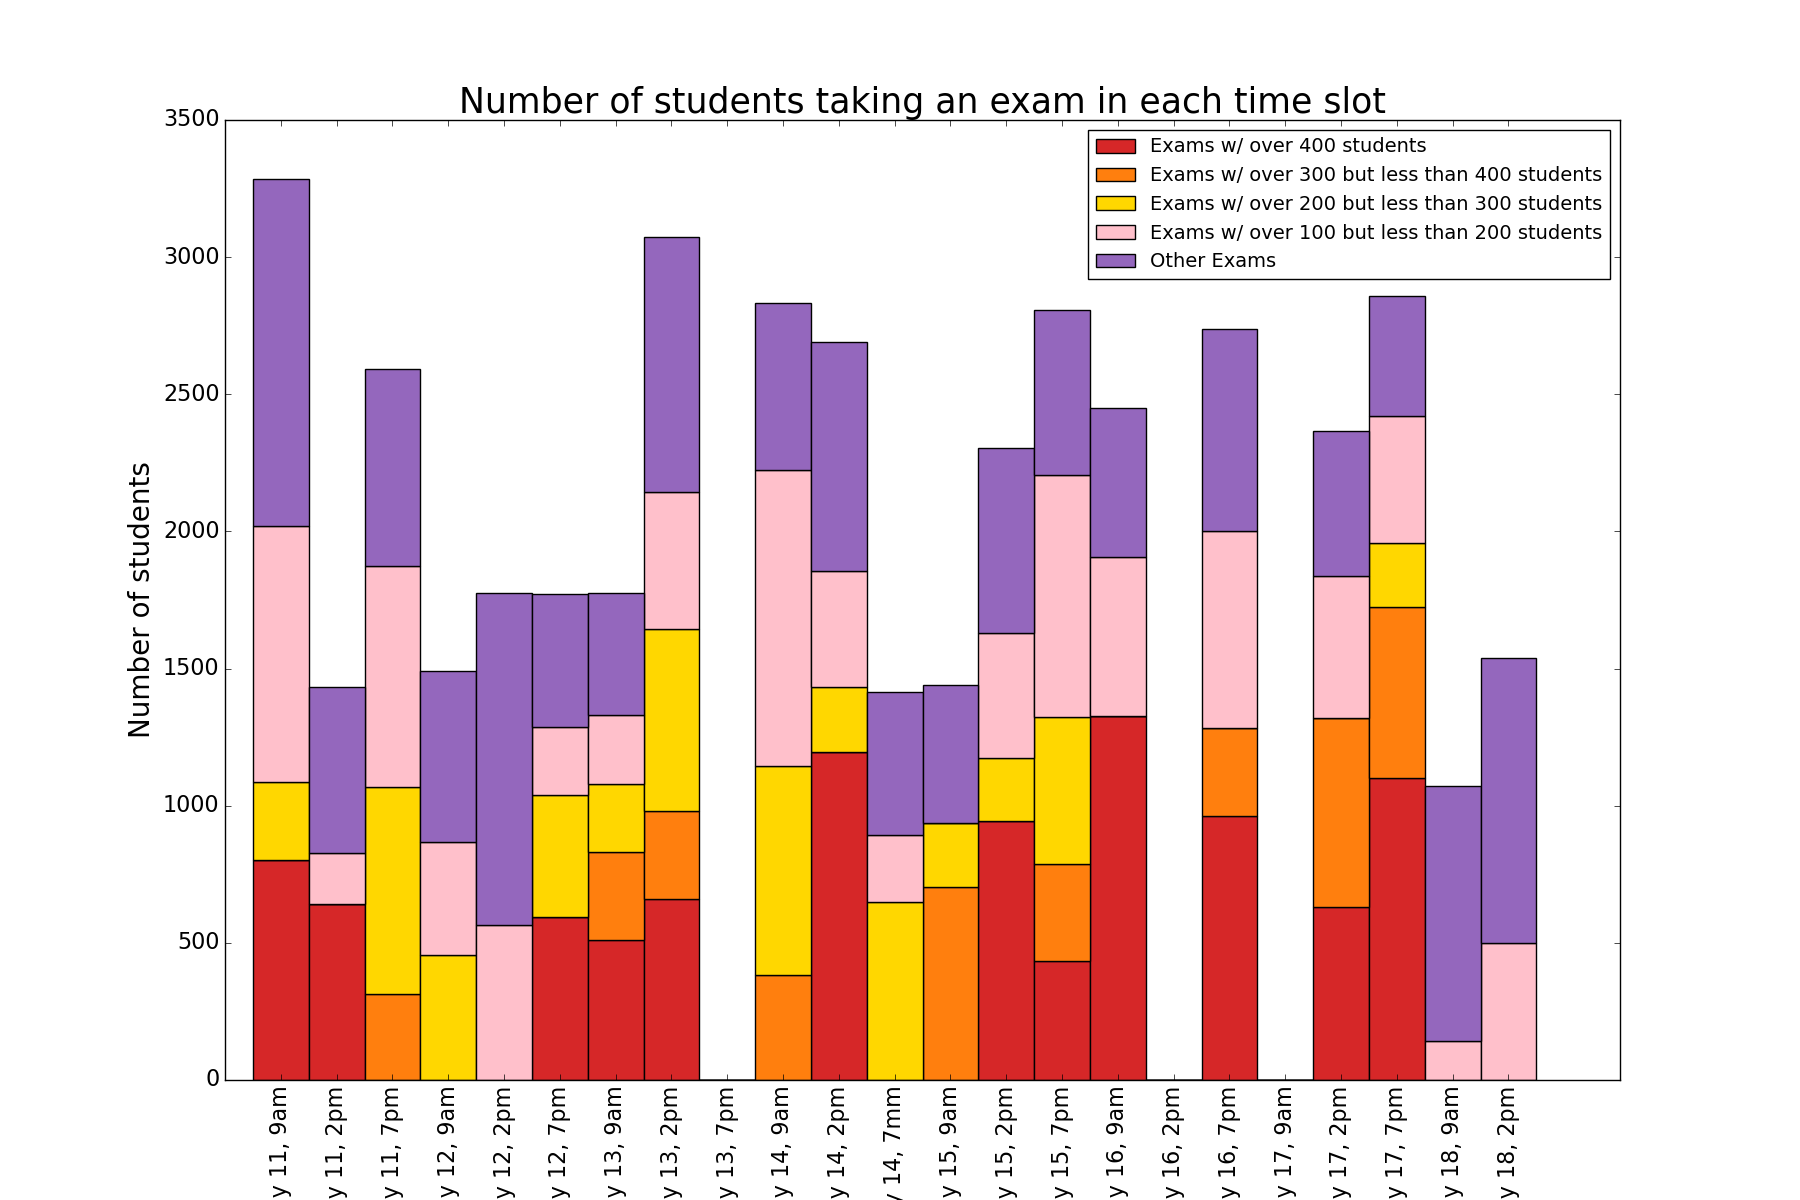 Number of students taking an exam in each time slot
Exams w/ over 400 students
Exams w/ over 300 but less than 400 students
Exams w/ over 200 but less than 300 students
Exams w/ over 100 but less than 200 students
Other Exams
Number of students
3500
3000
2500
2000
1500
1000
500
0
y 11, 9am
y 11, 2pm
y 11, 7pm
y 12, 9am
y 12, 2pm
y 12, 7pm
y 13, 9am
y 13, 2pm
y 13, 7pm
y 14, 9am
y 14, 2pm
y 14, 7mm
y 15, 9am
y 15, 2pm
y 15, 7pm
y 16, 9am
y 16, 2pm
y 16, 7pm
y 17, 9am
y 17, 2pm
y 17, 7pm
y 18, 9am
y 18, 2pm